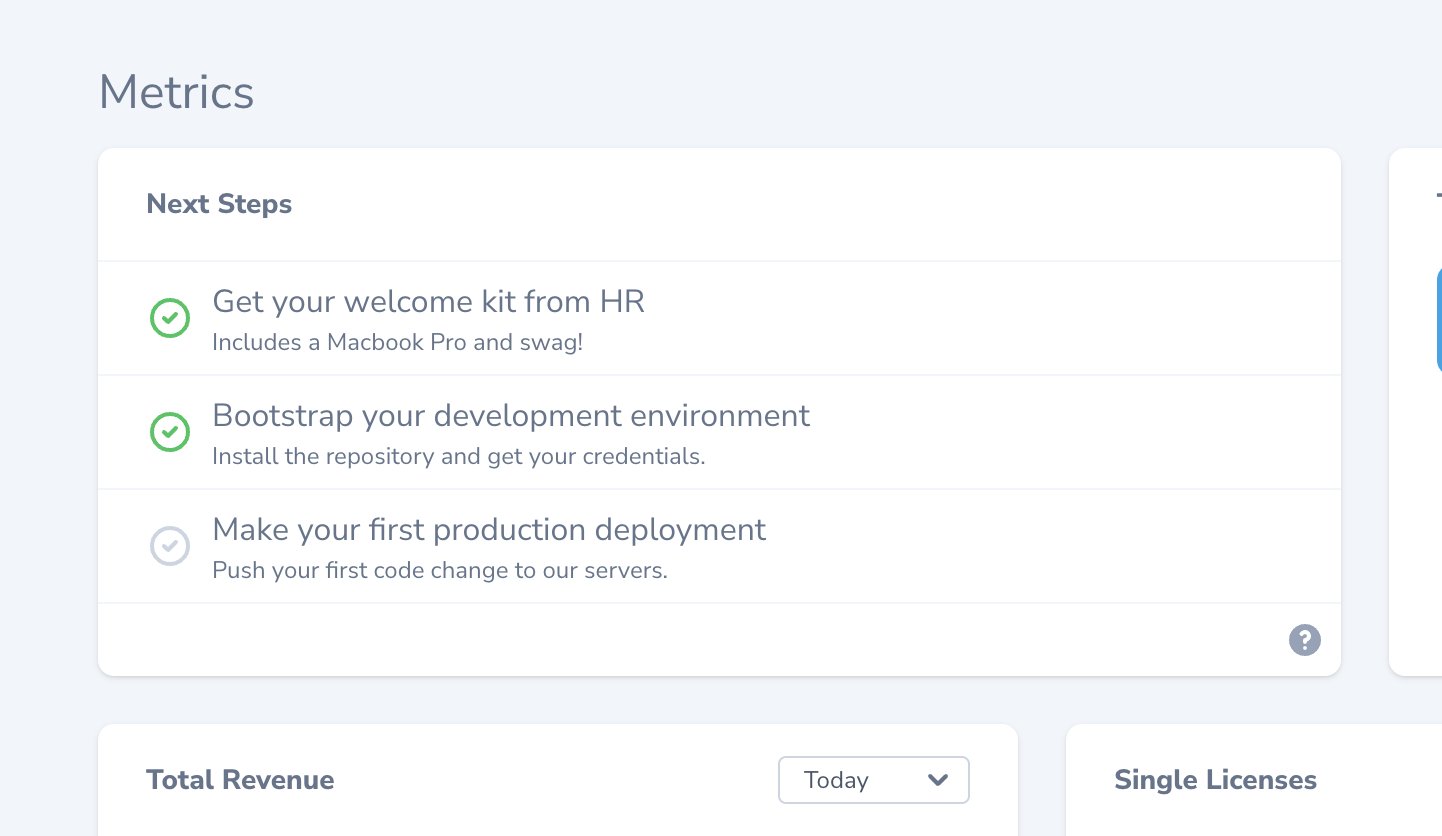 Metrics
Next Steps
Get your welcome kit from HR
Includes a Macbook Pro and swag!
Bootstrap your development environment
Install the repository and get your credentials.
Make your first production deployment
Push your first code change to our servers.
?
Total Revenue
Today
Single Licenses